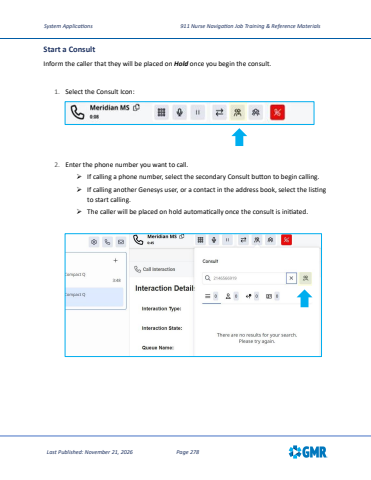 System Applications
911 Nurse Navigation Job Training & Reference Materials
Start a Consult
Inform the caller that they will be placed on Hold once you begin the consult.
1. Select the Consult Icon:
Meridian MS
0:38
2. Enter the phone number you want to call.
➤ If calling a phone number, select the secondary Consult button to begin calling.
➤ If calling another Genesys user, or a contact in the address book, select the listing
to start calling.
➤ The caller will be placed on hold automatically once the consult is initiated.
Meridian MS
Compact Q
Compact Q
Call Interaction
Interaction Detail
Interaction Type:
Interaction State:
Queue Name:
Consult
There are no results for your search.
Please try again.
Last Published: November 21, 2026
Page 278
GMR